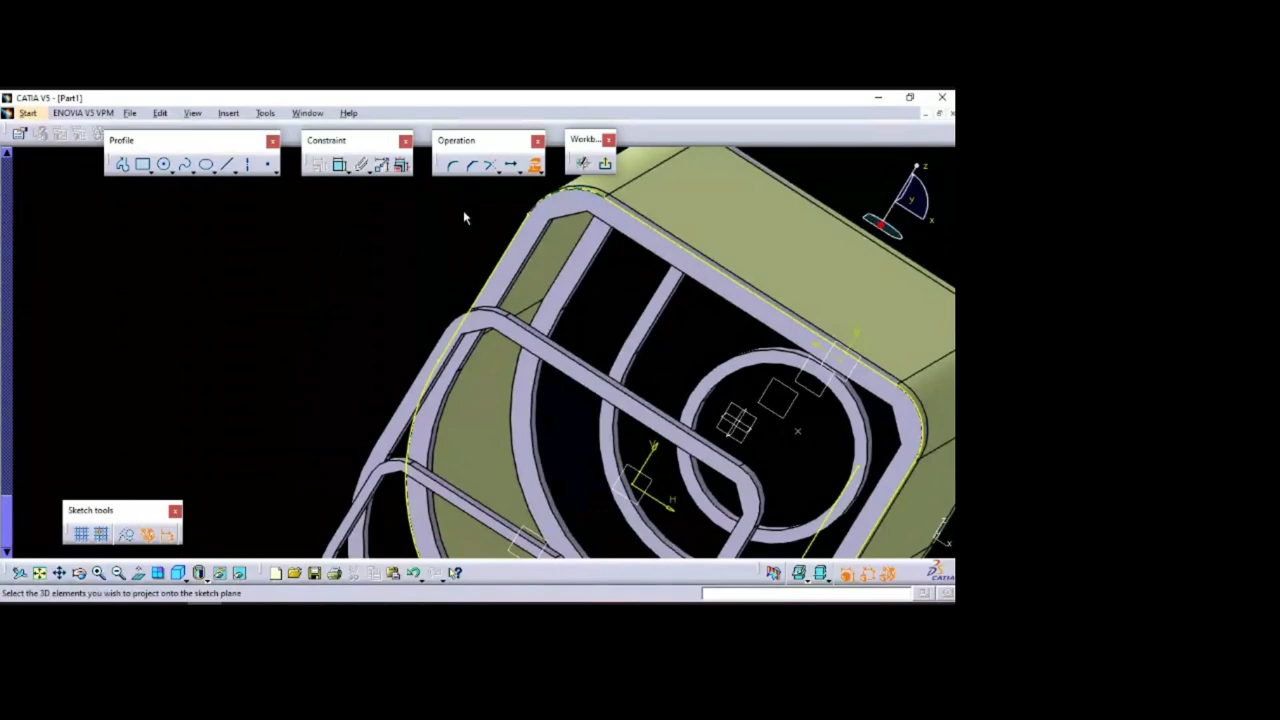 CATIA V5 - [Part1]
Start ENOVIA V5 VPM File Edit View Insert Tools Window Help
Profile Constraint Operation Workb...
z
y
x
V
H
x
Sketch tools
CATIA
Select the 3D elements you wish to project onto the sketch plane